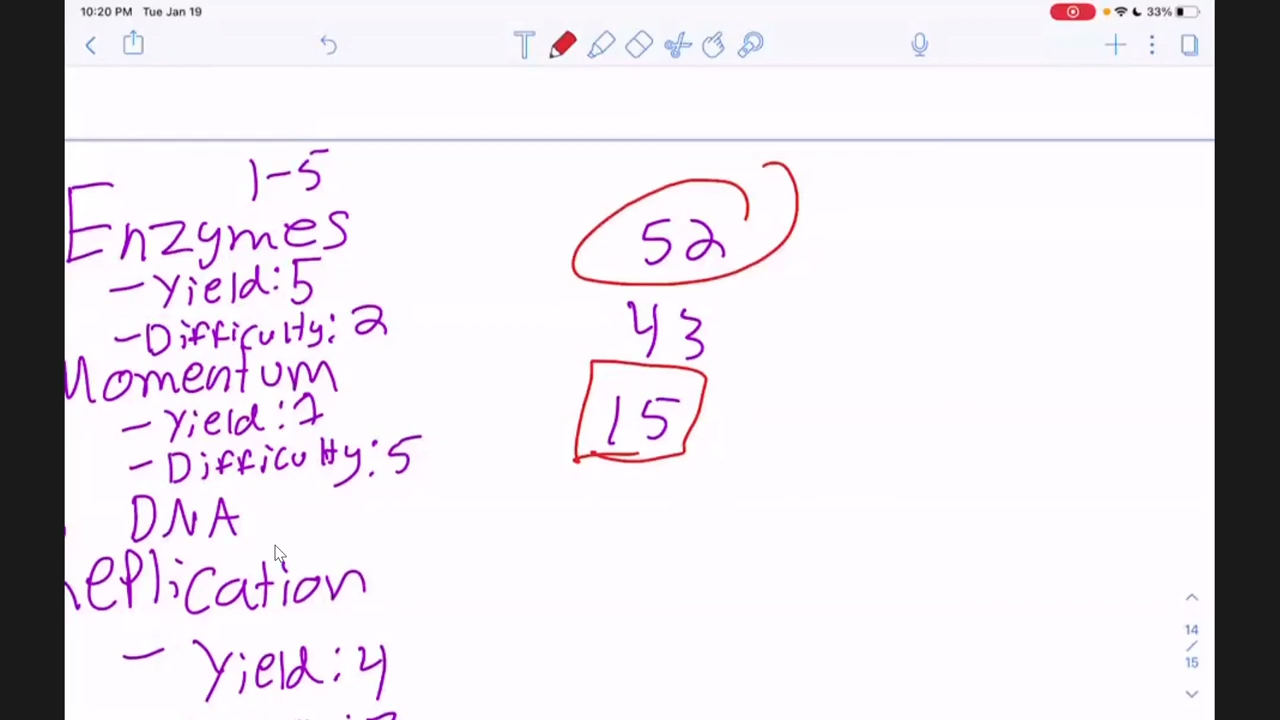 10:20 PM Tue Jan 19
33%
T
1-5
Enzymes
- Yield: 5
- Difficulty: 2
Momentum
- Yield: 1
- Difficulty: 5
DNA
Replication
- Yield: 4
52
43
15
14
/
15